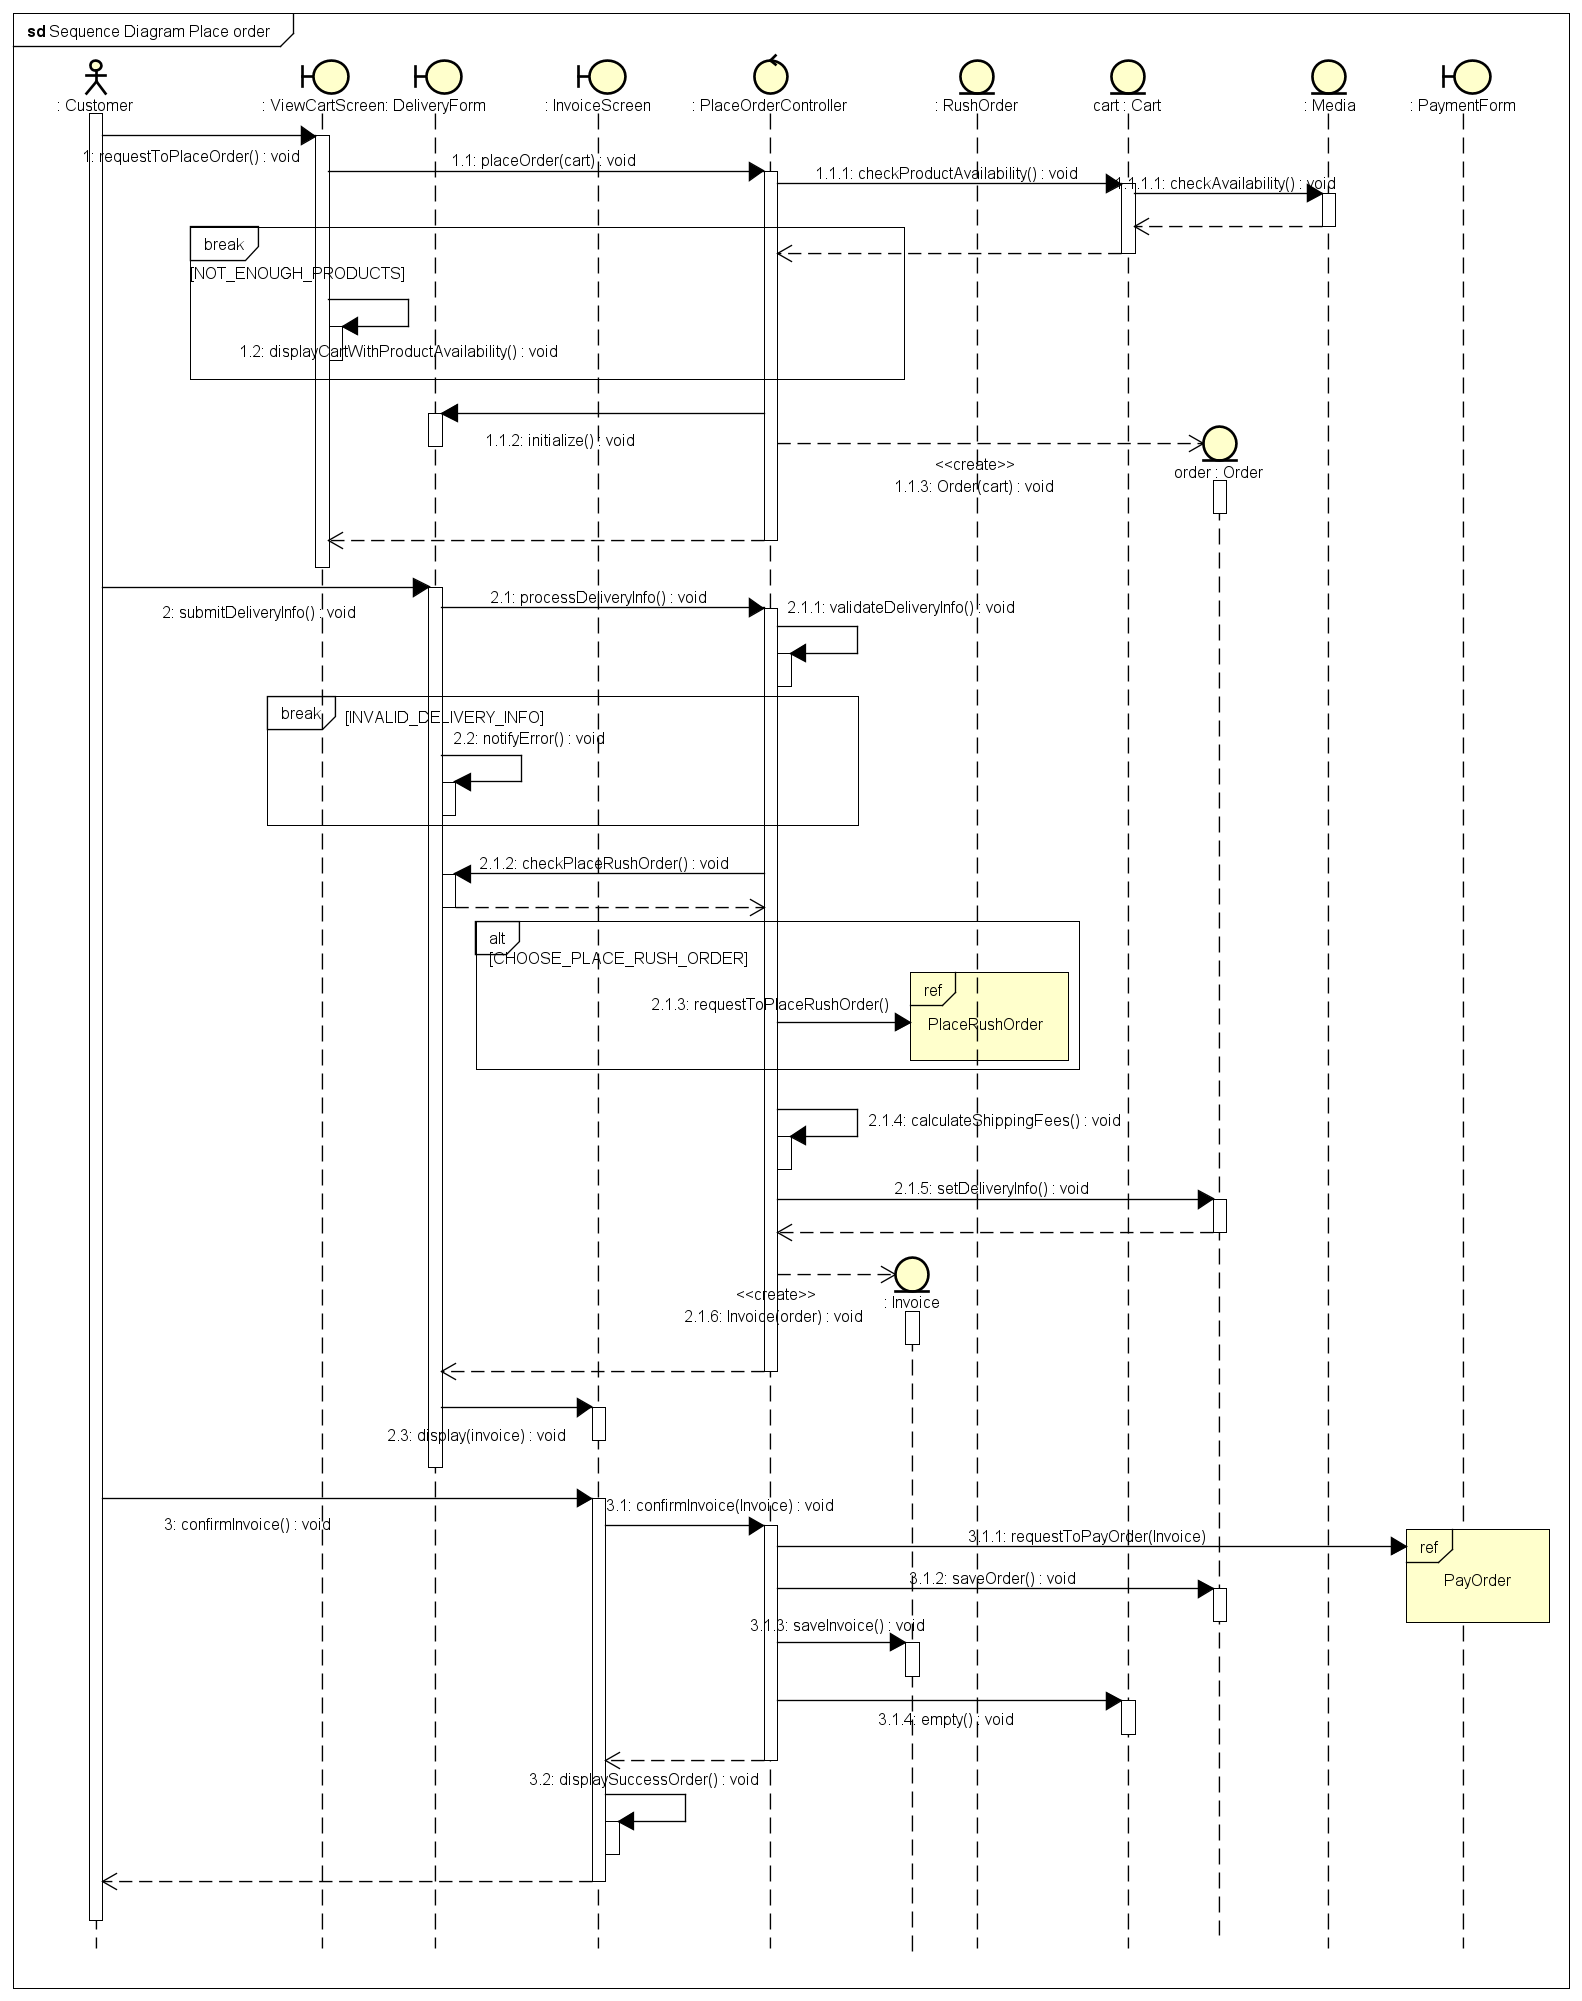 sd Sequence Diagram Place order
: Customer
: ViewCartScreen
: DeliveryForm
: InvoiceScreen
: PlaceOrderController
: RushOrder
cart : Cart
: Media
: PaymentForm
1: requestToPlaceOrder() : void
1.1: placeOrder(cart) : void
1.1.1: checkProductAvailability() : void
1.1.1.1: checkAvailability() : void
break
[NOT_ENOUGH_PRODUCTS]
1.2: displayCartWithProductAvailability() : void
1.1.2: initialize() : void
<<create>>
1.1.3: Order(cart) : void
order : Order
2: submitDeliveryInfo() : void
2.1: processDeliveryInfo() : void
2.1.1: validateDeliveryInfo() : void
break
[INVALID_DELIVERY_INFO]
2.2: notifyError() : void
2.1.2: checkPlaceRushOrder() : void
alt
[CHOOSE_PLACE_RUSH_ORDER]
2.1.3: requestToPlaceRushOrder()
ref
PlaceRushOrder
2.1.4: calculateShippingFees() : void
2.1.5: setDeliveryInfo() : void
<<create>>
2.1.6: Invoice(order) : void
: Invoice
2.3: display(invoice) : void
3: confirmInvoice() : void
3.1: confirmInvoice(Invoice) : void
3.1.1: requestToPayOrder(Invoice)
ref
PayOrder
3.1.2: saveOrder() : void
3.1.3: saveInvoice() : void
3.1.4: empty() : void
3.2: displaySuccessOrder() : void